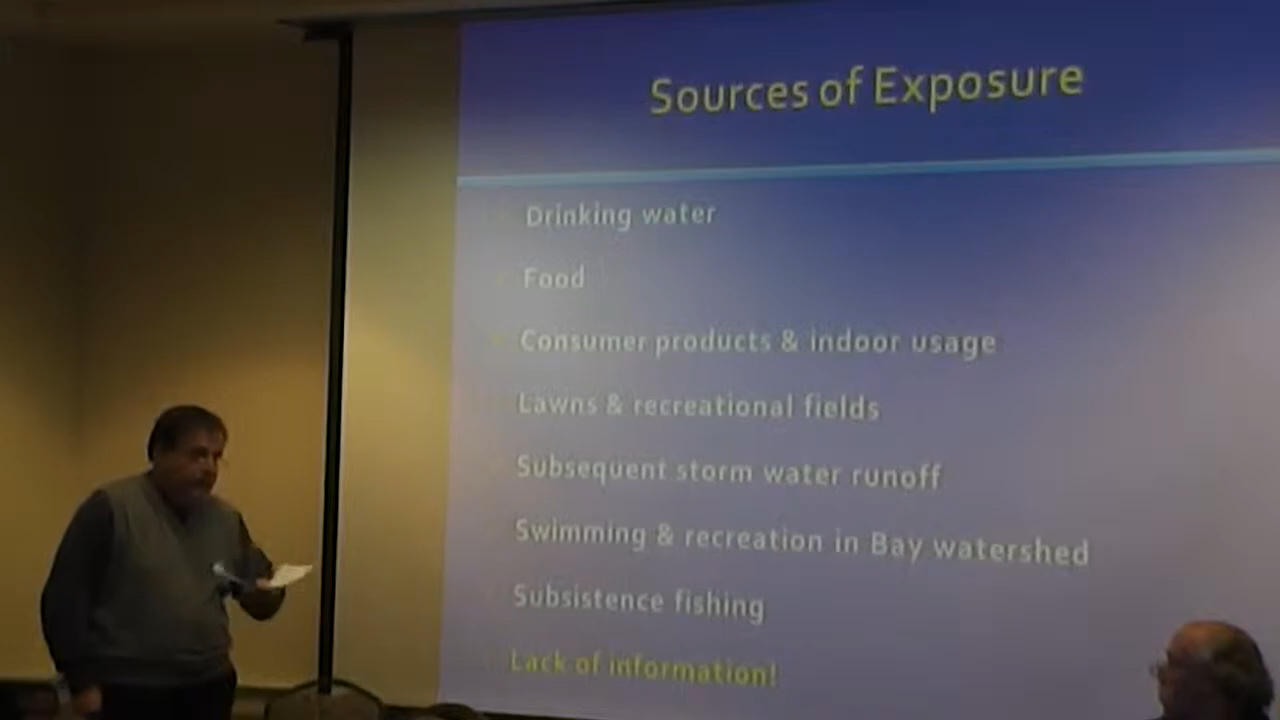 Sources of Exposure
Drinking water
Food
Consumer products & indoor usage
Lawns & recreational fields
Subsequent storm water runoff
Swimming & recreation in Bay watershed
Subsistence fishing
Lack of information!